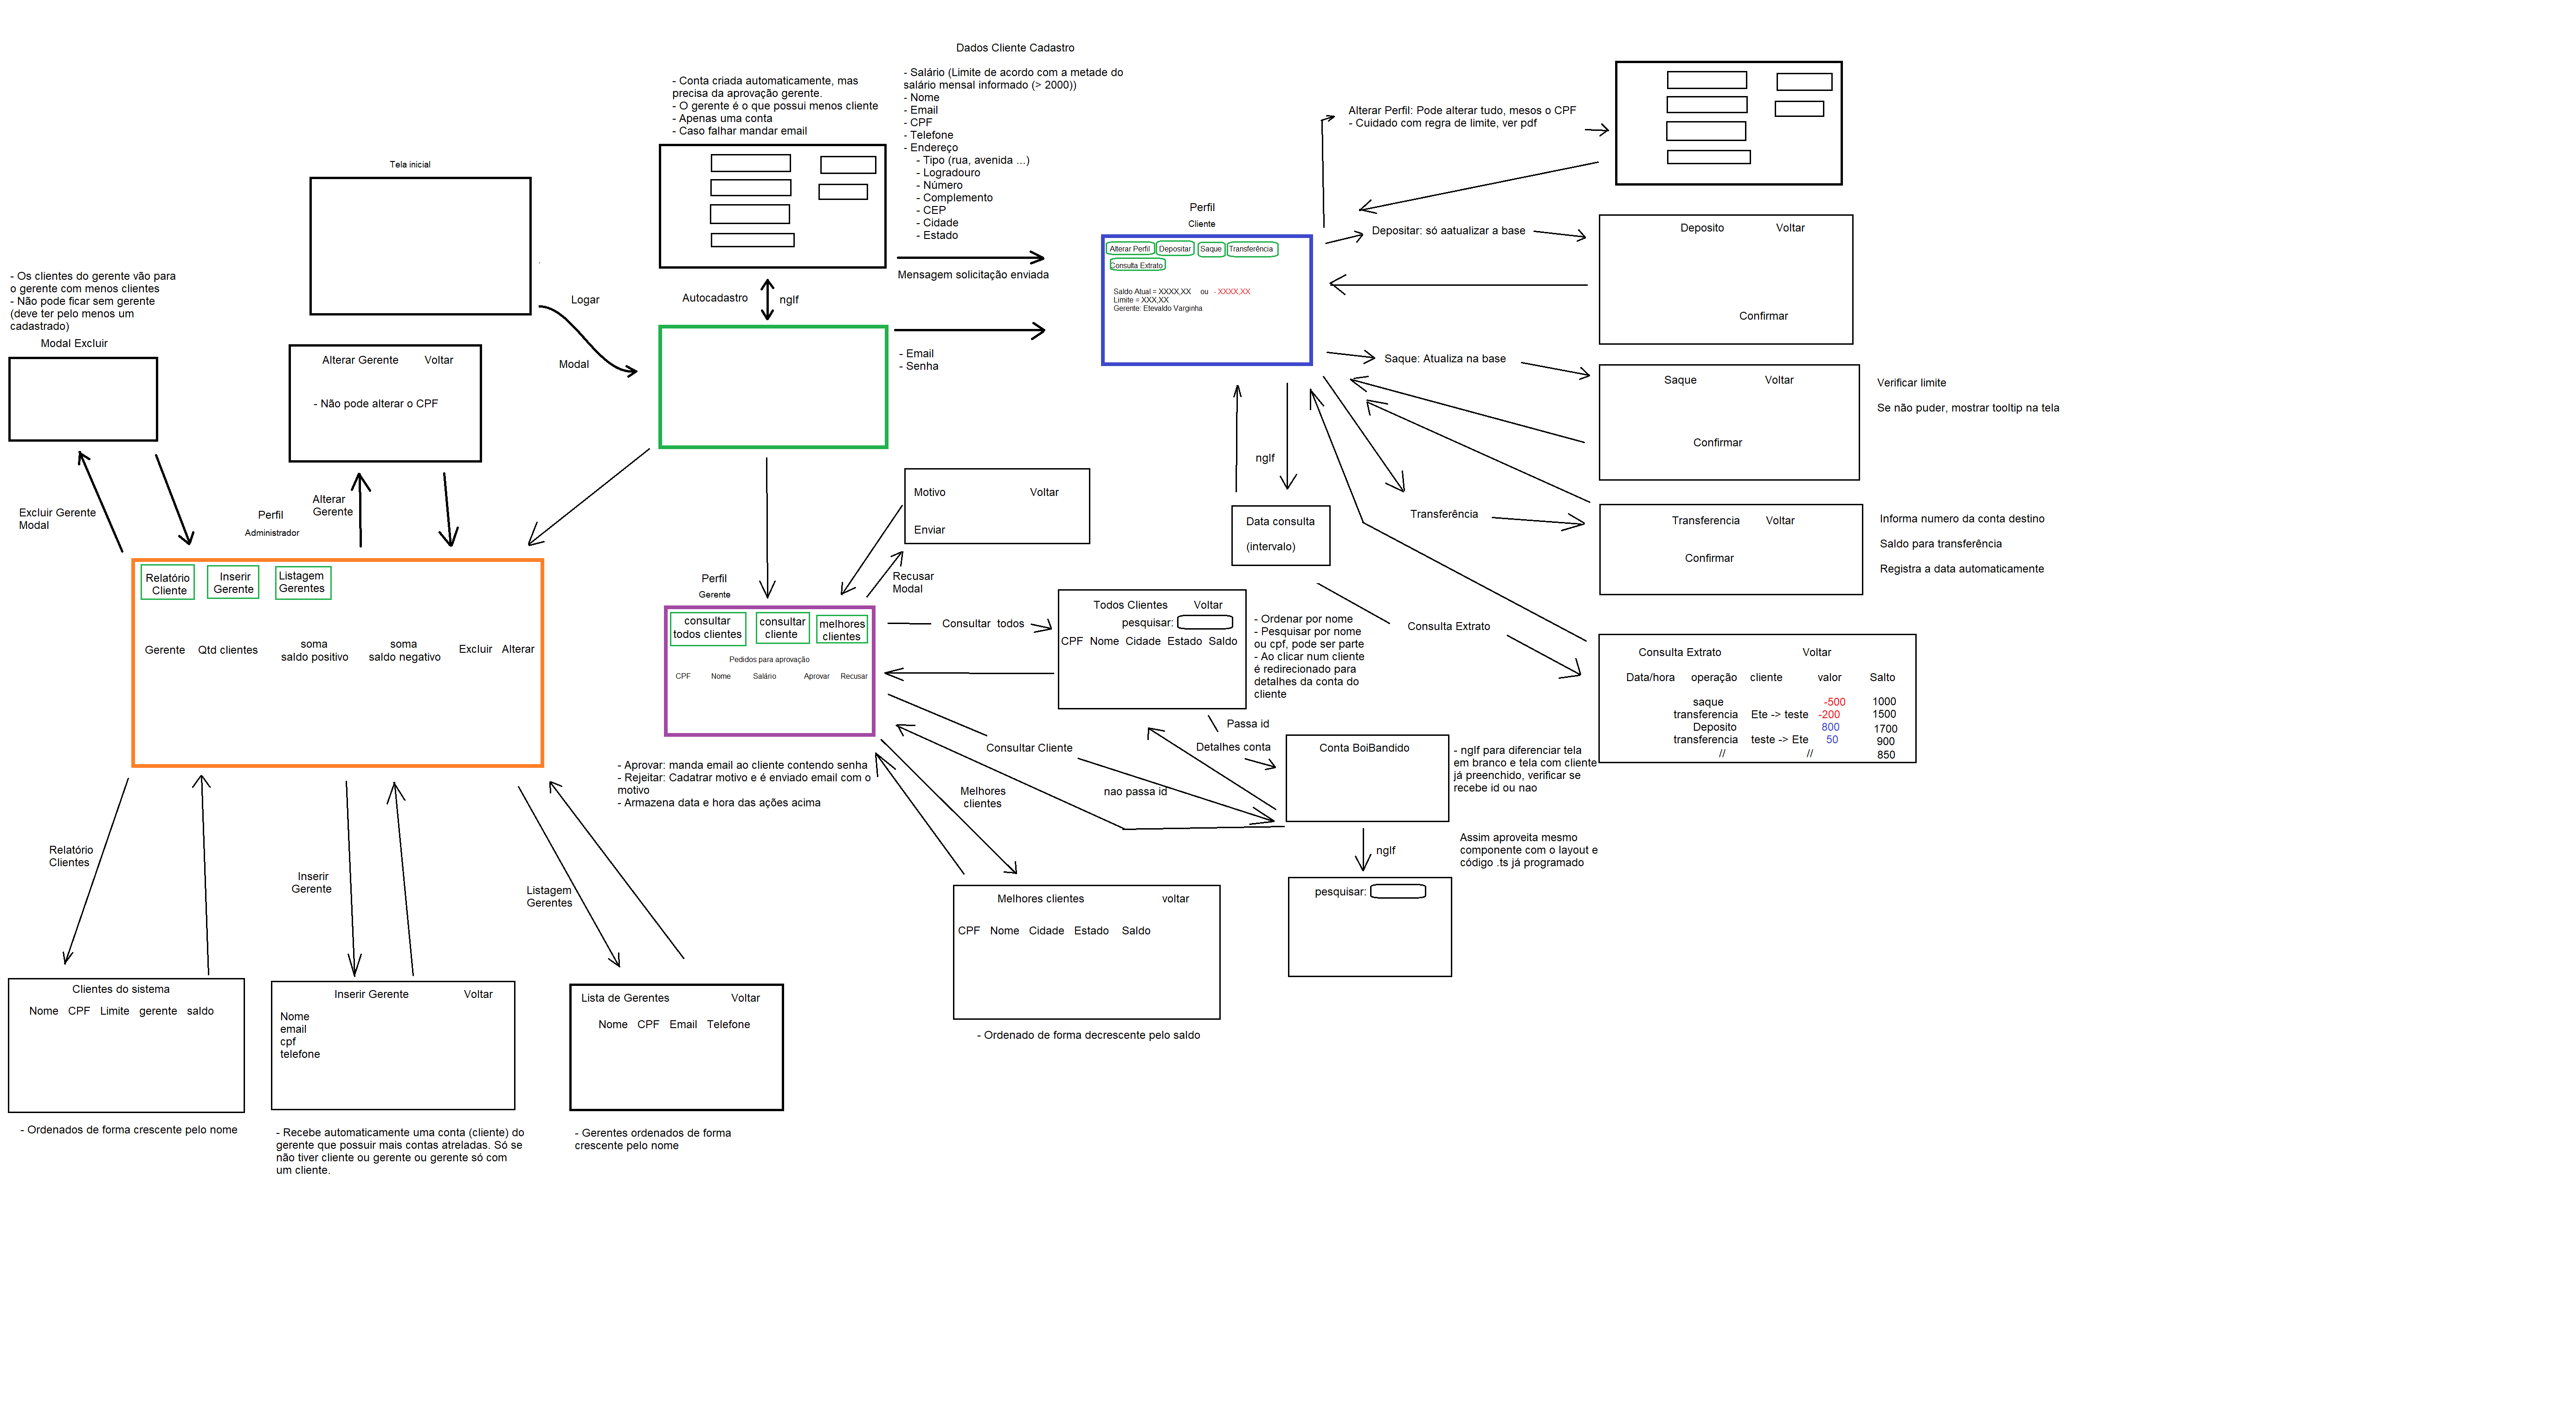 Dados Cliente Cadastro
- Salário (Limite de acordo com a metade do
salário mensal informado (> 2000))
- Nome
- Email
- CPF
- Telefone
- Endereço
- Tipo (rua, avenida ...)
- Logradouro
- Número
- Complemento
- CEP
- Cidade
- Estado
- Conta criada automaticamente, mas
precisa da aprovação gerente.
- O gerente é o que possui menos cliente
- Apenas uma conta
- Caso falhar mandar email
Tela inicial
Logar
Modal
Autocadastro
ngIf
Mensagem solicitação enviada
- Email
- Senha
Perfil
Cliente
Alterar Perfil
Depositar
Saque
Transferência
Consulta Extrato
Saldo Atual = XXXX,XX ou - XXXX,XX
Limite = XXX,XX
Gerente: Etevaldo Varginha
Alterar Perfil: Pode alterar tudo, mesos o CPF
- Cuidado com regra de limite, ver pdf
Depositar: só aatualizar a base
Deposito Voltar
Confirmar
Saque: Atualiza na base
Saque Voltar
Confirmar
Verificar limite
Se não puder, mostrar tooltip na tela
Transferência
Transferencia Voltar
Confirmar
Informa numero da conta destino
Saldo para transferência
Registra a data automaticamente
ngIf
Data consulta
(intervalo)
Consulta Extrato
Consulta Extrato Voltar
Data/hora operação cliente valor Salto
saque -500 1000
transferencia Ete -> teste -200 1500
Deposito 800 1700
transferencia teste -> Ete 50 900
// // 850
- Os clientes do gerente vão para
o gerente com menos clientes
- Não pode ficar sem gerente
(deve ter pelo menos um
cadastrado)
Modal Excluir
Alterar Gerente Voltar
- Não pode alterar o CPF
Excluir Gerente
Modal
Alterar
Gerente
Perfil
Administrador
Relatório
Cliente
Inserir
Gerente
Listagem
Gerentes
Gerente
Qtd clientes
soma
saldo positivo
soma
saldo negativo
Excluir
Alterar
Relatório
Clientes
Inserir
Gerente
Listagem
Gerentes
Clientes do sistema
Nome CPF Limite gerente saldo
- Ordenados de forma crescente pelo nome
Inserir Gerente Voltar
Nome
email
cpf
telefone
- Recebe automaticamente uma conta (cliente) do
gerente que possuir mais contas atreladas. Só se
não tiver cliente ou gerente ou gerente só com
um cliente.
Lista de Gerentes Voltar
Nome CPF Email Telefone
- Gerentes ordenados de forma
crescente pelo nome
Motivo Voltar
Enviar
Recusar
Modal
Perfil
Gerente
consultar
todos clientes
consultar
cliente
melhores
clientes
Pedidos para aprovação
CPF Nome Salário Aprovar Recusar
- Aprovar: manda email ao cliente contendo senha
- Rejeitar: Cadatrar motivo e é enviado email com o
motivo
- Armazena data e hora das ações acima
Consultar todos
Todos Clientes Voltar
pesquisar:
CPF Nome Cidade Estado Saldo
- Ordenar por nome
- Pesquisar por nome
ou cpf, pode ser parte
- Ao clicar num cliente
é redirecionado para
detalhes da conta do
cliente
Passa id
Detalhes conta
Consultar Cliente
nao passa id
Melhores
clientes
Conta BoiBandido
- ngIf para diferenciar tela
em branco e tela com cliente
já preenchido, verificar se
recebe id ou nao
Assim aproveita mesmo
componente com o layout e
código .ts já programado
ngIf
pesquisar:
Melhores clientes voltar
CPF Nome Cidade Estado Saldo
- Ordenado de forma decrescente pelo saldo